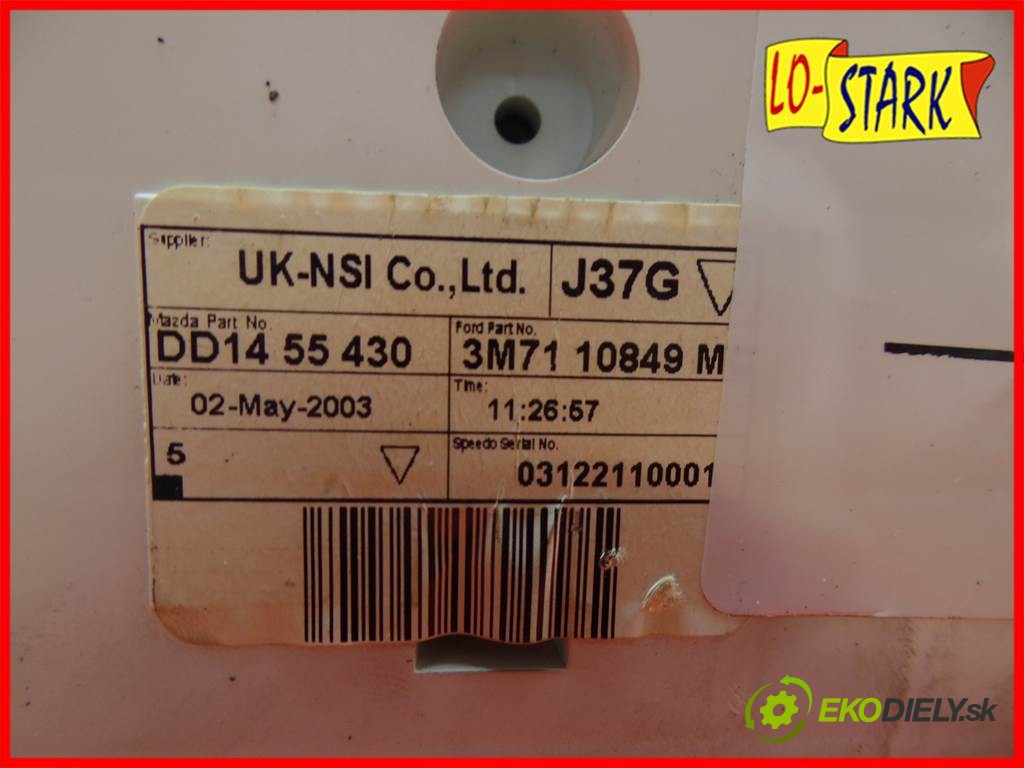 LO-STARK
Supplier:
UK-NSI Co.,Ltd. J37G
Mazda Part No. Ford Part No.
DD14 55 430 3M71 10849 M
Date: Time:
02-May-2003 11:26:57
5 Speedo Serial No.
03122110001
EKODIELY.sk